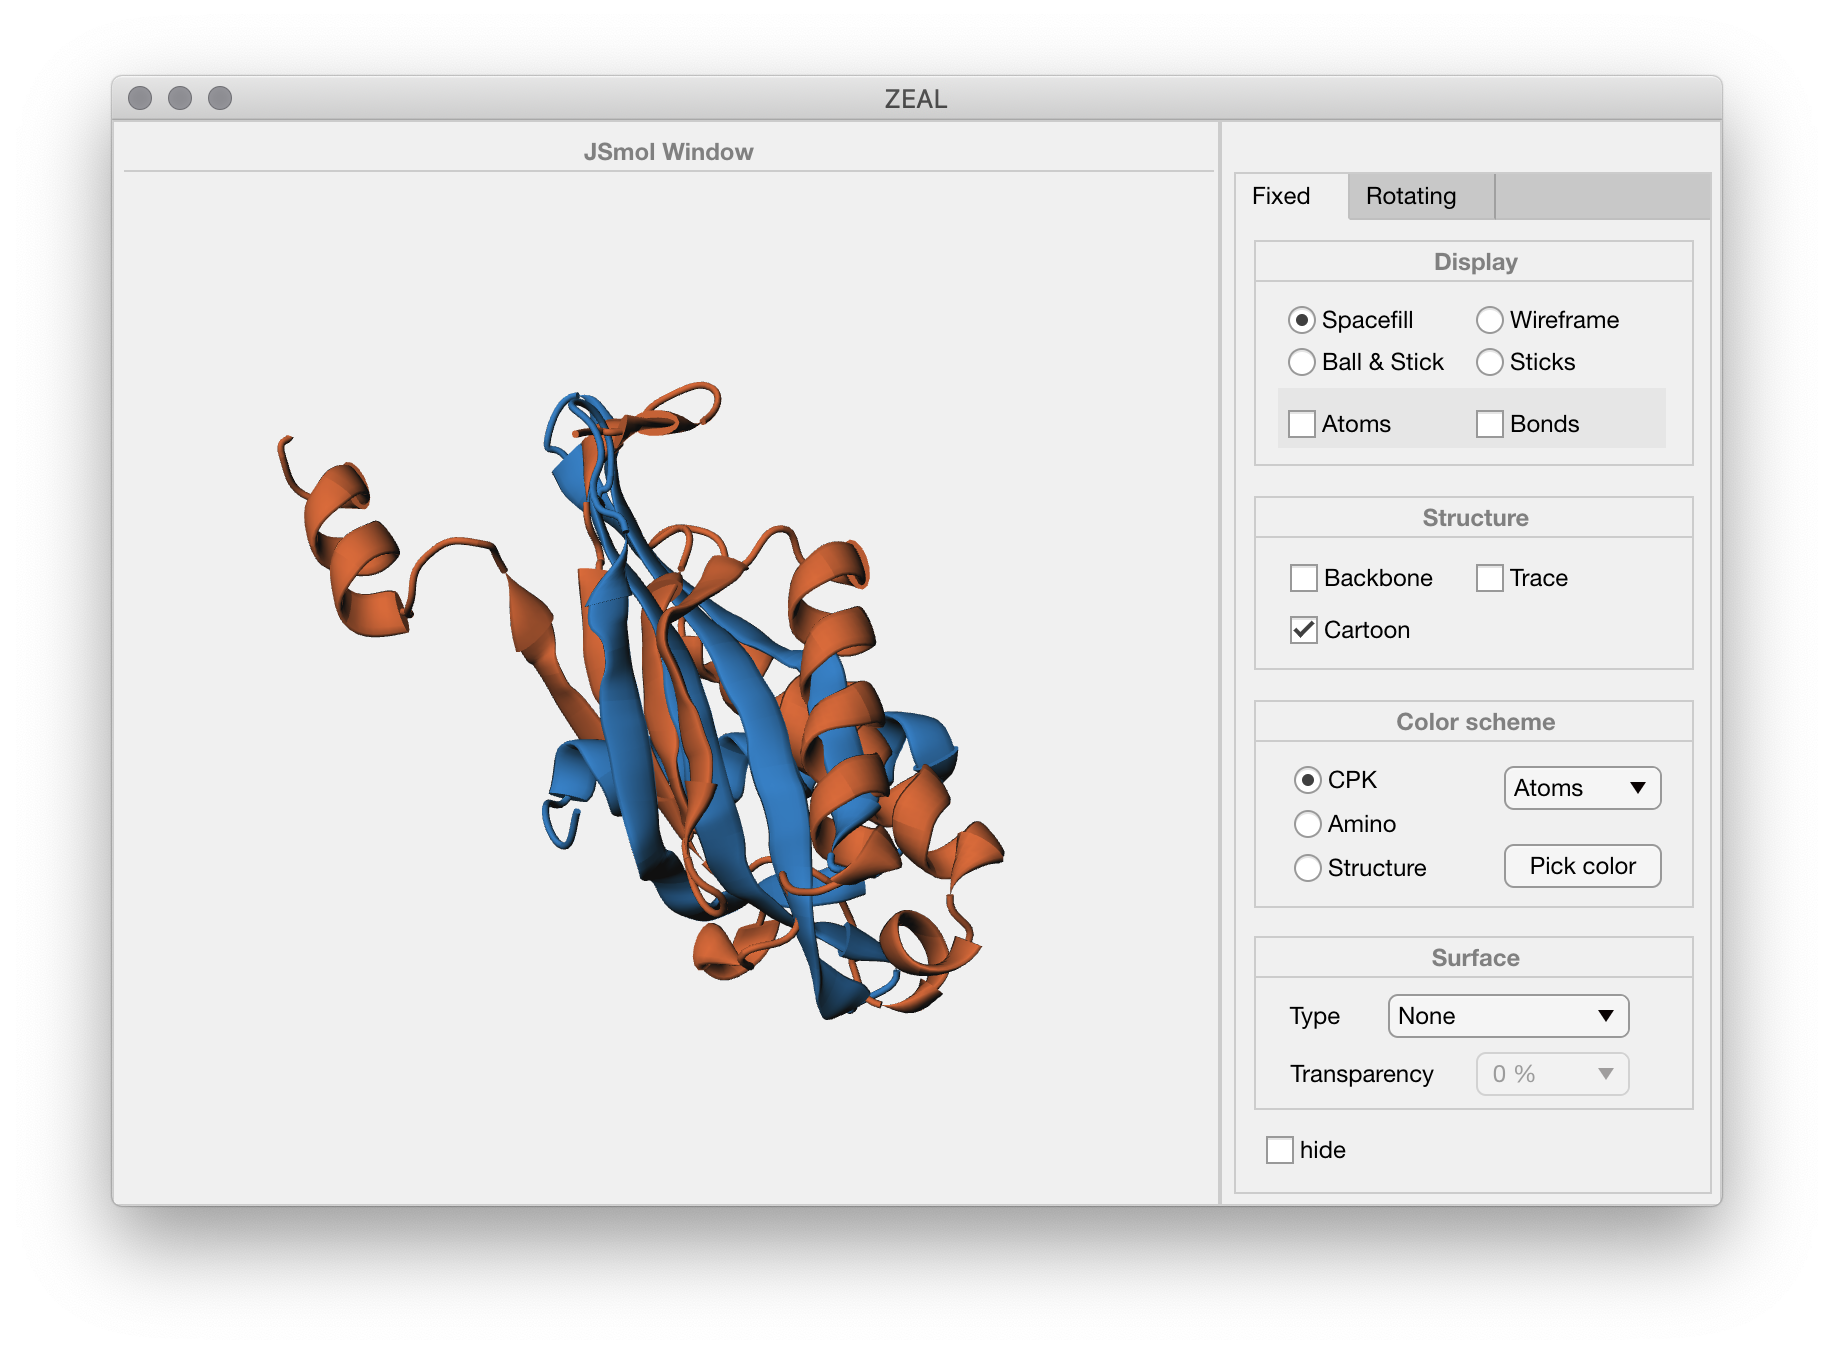 ZEAL
JSmol Window
Fixed Rotating
Display
Spacefill Wireframe
Ball & Stick Sticks
Atoms Bonds
Structure
Backbone Trace
Cartoon
Color scheme
CPK Atoms
Amino
Structure Pick color
Surface
Type None
Transparency 0 %
hide